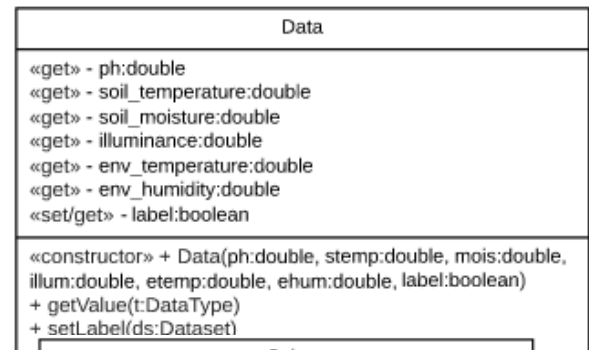 Data
«get» - ph:double
«get» - soil_temperature:double
«get» - soil_moisture:double
«get» - illuminance:double
«get» - env_temperature:double
«get» - env_humidity:double
«set/get» - label:boolean
«constructor» + Data(ph:double, stemp:double, mois:double,
illum:double, etemp:double, ehum:double, label:boolean)
+ getValue(t:DataType)
+ setLabel(ds:Dataset)